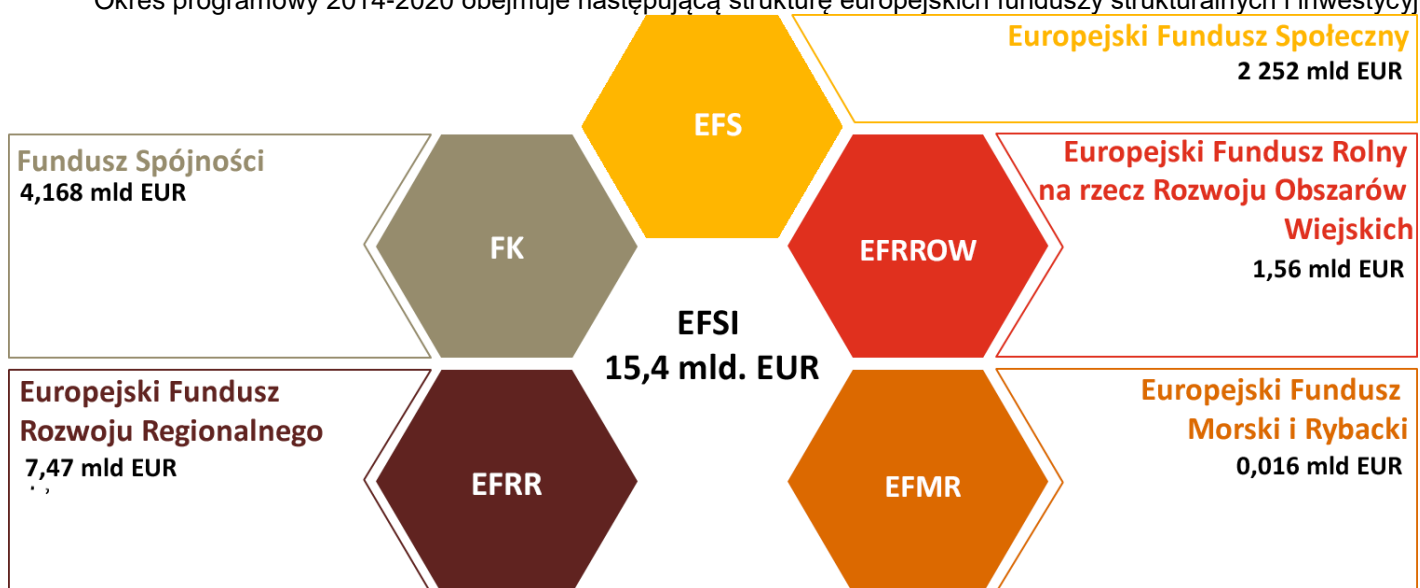 Okres programowy 2014-2020 obejmuje następującą strukturę europejskich funduszy strukturalnych i inwestycyj
Europejski Fundusz Społeczny
2 252 mld EUR
EFS
Fundusz Spójności
4,168 mld EUR
FK
Europejski Fundusz Rolny
na rzecz Rozwoju Obszarów
Wiejskich
1,56 mld EUR
EFRROW
EFSI
15,4 mld. EUR
Europejski Fundusz
Rozwoju Regionalnego
7,47 mld EUR
EFRR
Europejski Fundusz
Morski i Rybacki
0,016 mld EUR
EFMR